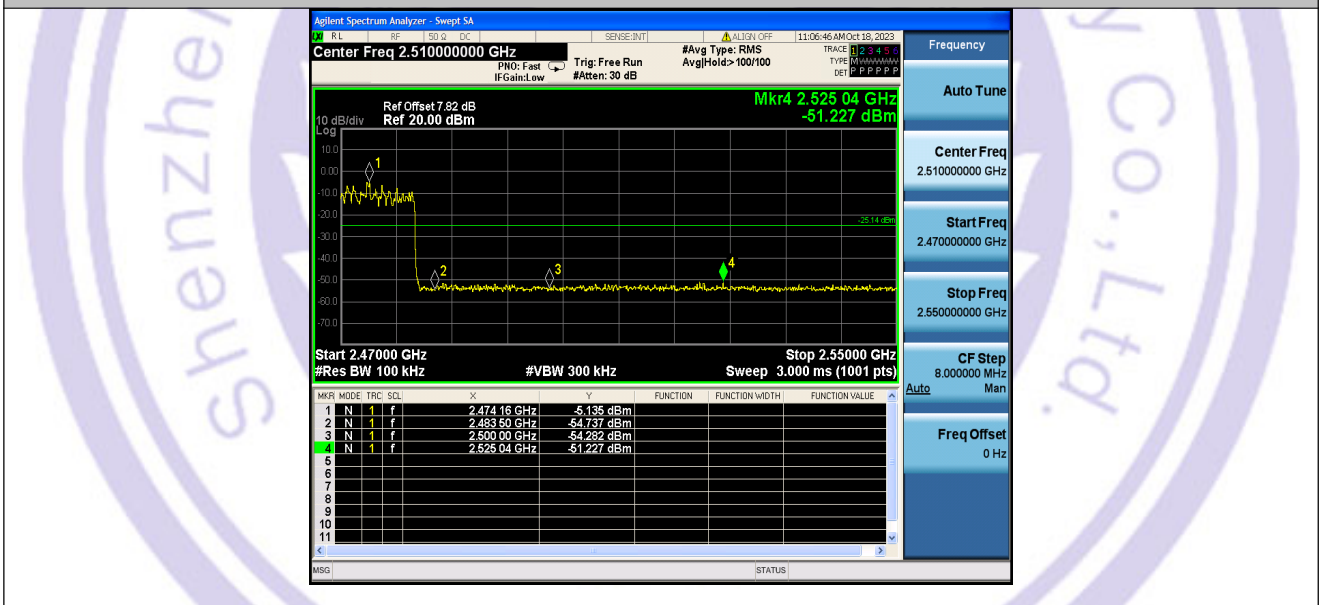 Agilent Spectrum Analyzer - Swept SA
LXI RL RF 50 Ω DC SENSE:INT ALIGN OFF 11:06:46 AM Oct 18, 2023
Center Freq 2.510000000 GHz
PNO: Fast
IFGain:Low
Trig: Free Run
#Atten: 30 dB
#Avg Type: RMS
Avg|Hold:>100/100
TRACE 1 2 3 4 5 6
TYPE M
DET P P P P P P
Mkr4 2.525 04 GHz
-51.227 dBm
Ref Offset 7.82 dB
10 dB/div Ref 20.00 dBm
Log
10.0
0.00
-10.0
-20.0
-30.0
-40.0
-50.0
-60.0
-70.0
1
2
3
4
-25.14 dBm
Start 2.47000 GHz Stop 2.55000 GHz
#Res BW 100 kHz #VBW 300 kHz Sweep 3.000 ms (1001 pts)
MKR MODE TRC SCL X Y FUNCTION FUNCTION WIDTH FUNCTION VALUE
1 N 1 f 2.474 16 GHz -5.135 dBm
2 N 1 f 2.483 50 GHz -54.737 dBm
3 N 1 f 2.500 00 GHz -54.282 dBm
4 N 1 f 2.525 04 GHz -51.227 dBm
5
6
7
8
9
10
11
MSG STATUS
Frequency
Auto Tune
Center Freq
2.510000000 GHz
Start Freq
2.470000000 GHz
Stop Freq
2.550000000 GHz
CF Step
8.000000 MHz
Auto Man
Freq Offset
0 Hz
Shenzhe
Co., Ltd.